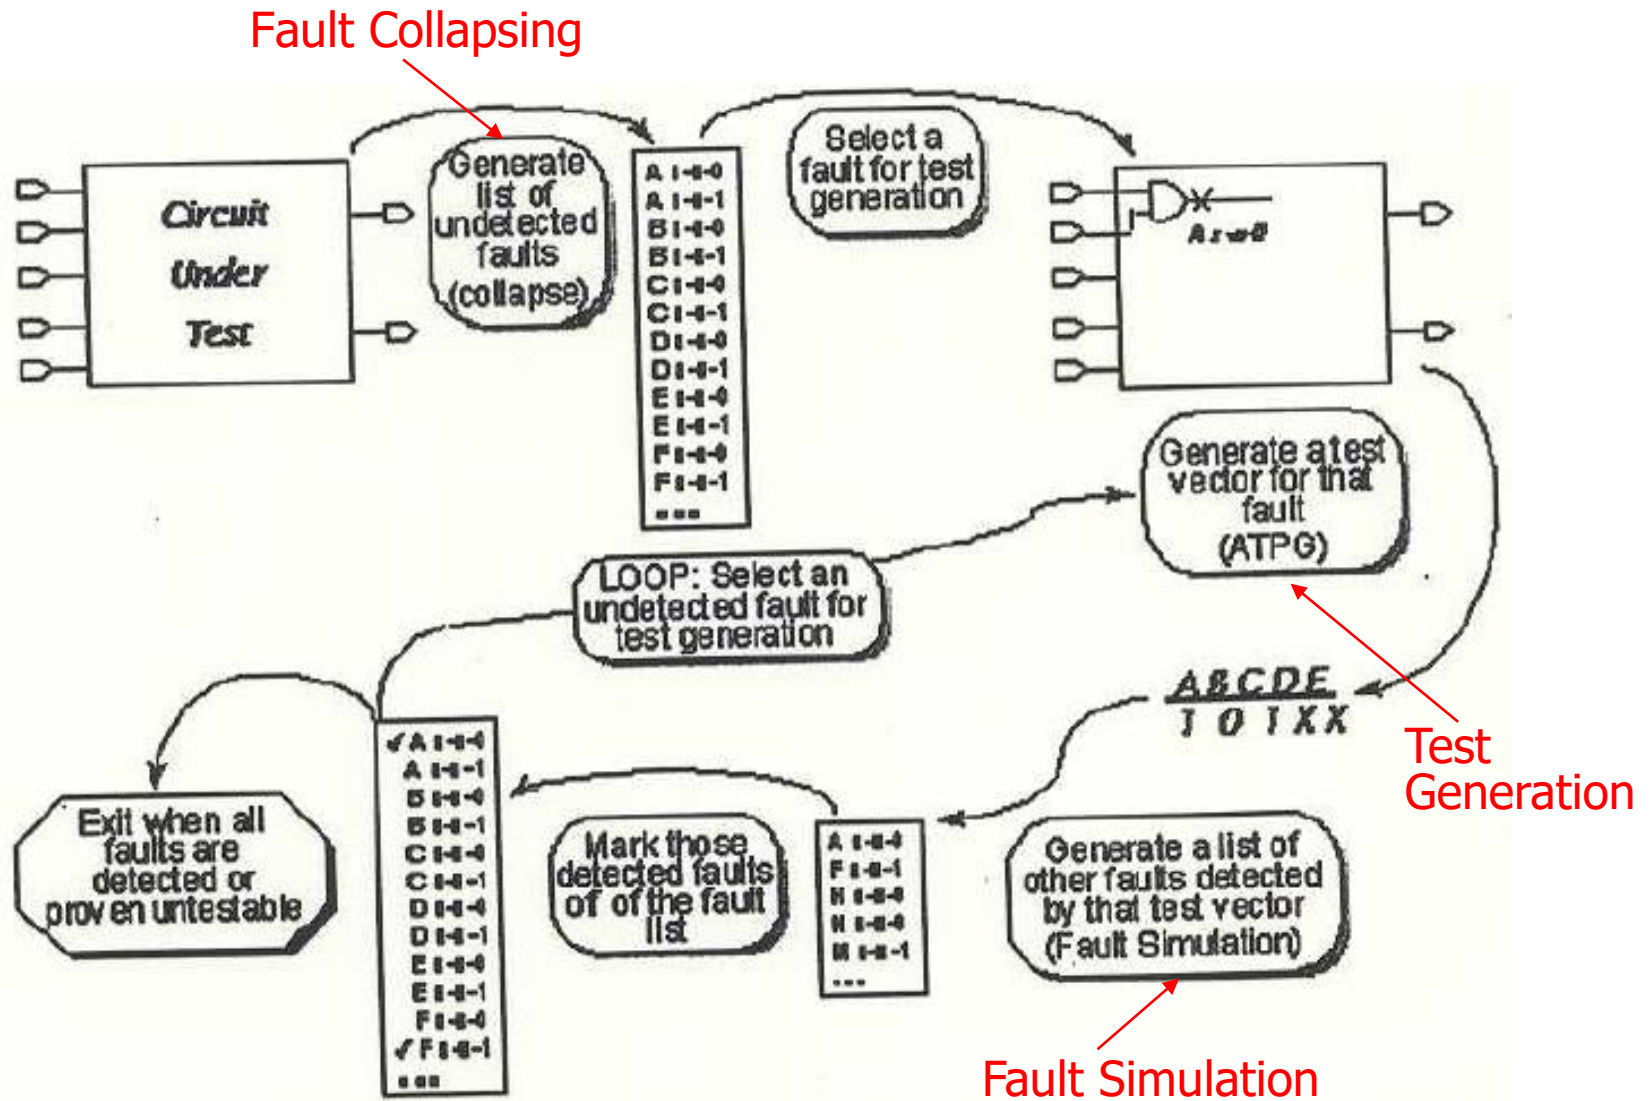 Fault Collapsing
Circuit
Under
Test
Generate
list of
undetected
faults
(collapse)
A s-a-0
A s-a-1
B s-a-0
B s-a-1
C s-a-0
C s-a-1
D s-a-0
D s-a-1
E s-a-0
E s-a-1
F s-a-0
F s-a-1
...
Select a
fault for test
generation
A s-a-0
Generate a test
vector for that
fault
(ATPG)
LOOP: Select an
undetected fault for
test generation
A B C D E
1 0 1 X X
Test
Generation
Generate a list of
other faults detected
by that test vector
(Fault Simulation)
Fault Simulation
A s-a-0
F s-a-1
M s-a-1
...
Mark those
detected faults
of of the fault
list
✓ A s-a-0
A s-a-1
B s-a-0
B s-a-1
C s-a-0
C s-a-1
D s-a-0
D s-a-1
E s-a-0
E s-a-1
F s-a-0
✓ F s-a-1
...
Exit when all
faults are
detected or
proven untestable